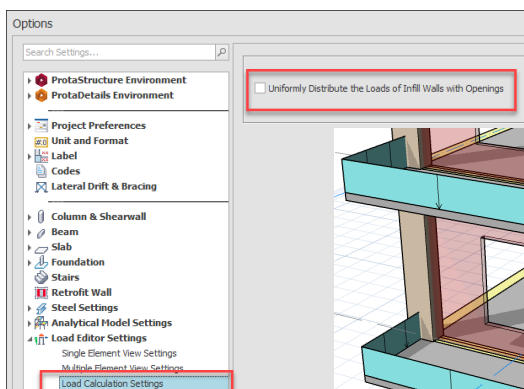 Options
Search Settings...
ProtaStructure Environment
ProtaDetails Environment
Project Preferences
Unit and Format
Label
Codes
Lateral Drift & Bracing
Column & Shearwall
Beam
Slab
Foundation
Stairs
Retrofit Wall
Steel Settings
Analytical Model Settings
Load Editor Settings
Single Element View Settings
Multiple Element View Settings
Load Calculation Settings
Uniformly Distribute the Loads of Infill Walls with Openings